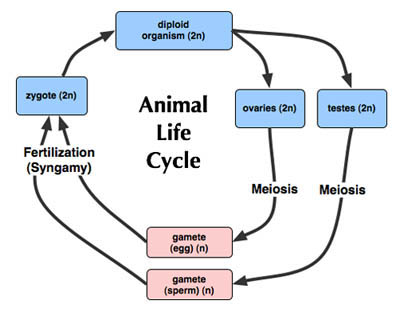 diploid
organism (2n)
zygote (2n)
Animal
Life
Cycle
ovaries (2n)
testes (2n)
Fertilization
(Syngamy)
Meiosis
Meiosis
gamete
(egg) (n)
gamete
(sperm) (n)